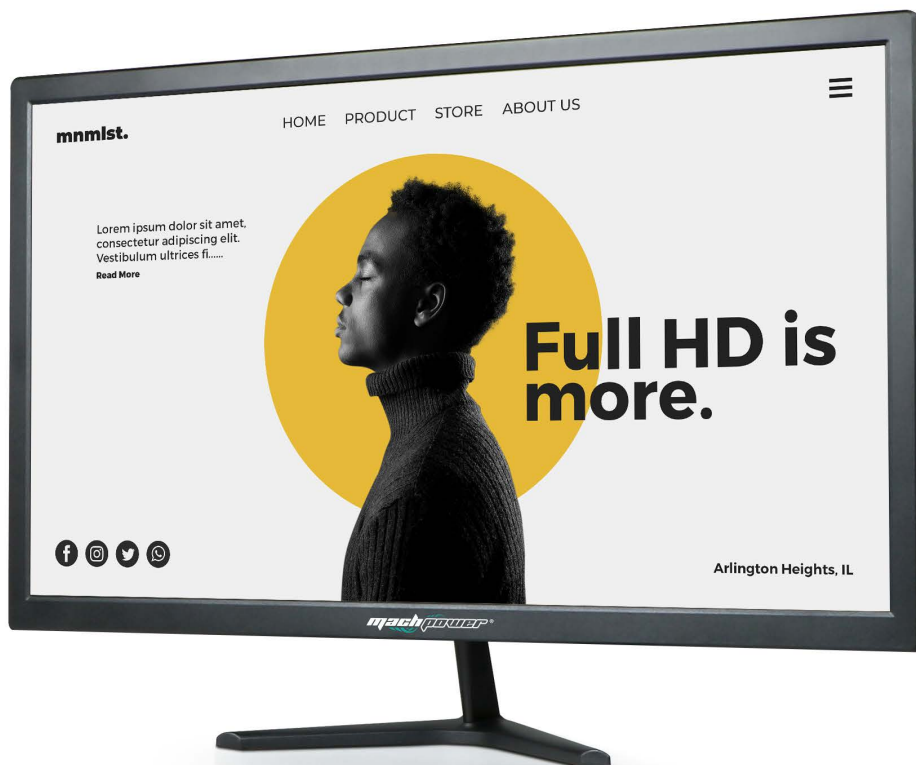 mnmlst.
HOME PRODUCT STORE ABOUT US
Lorem ipsum dolor sit amet,
consectetur adipiscing elit.
Vestibulum ultrices fi......
Read More
Full HD is
more.
Arlington Heights, IL
machpower®